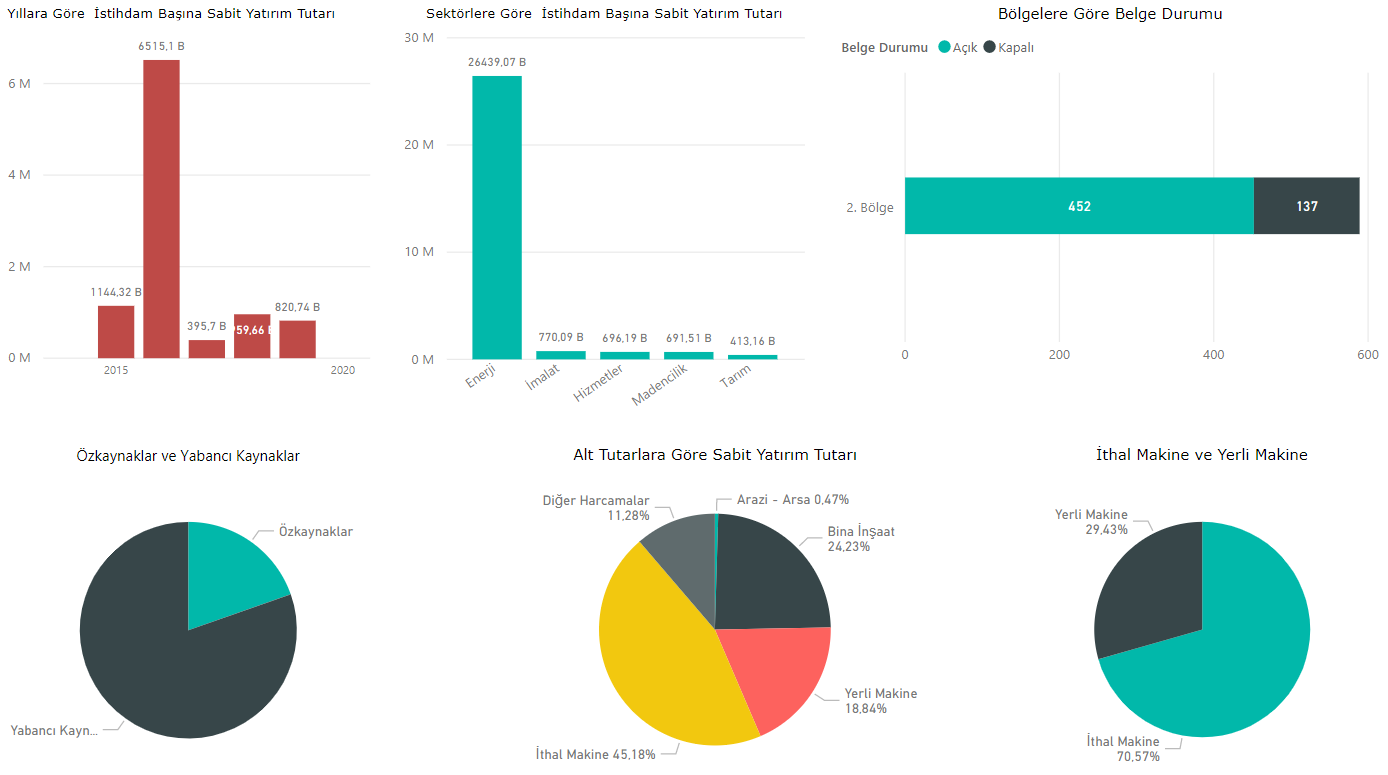 Yıllara Göre İstihdam Başına Sabit Yatırım Tutarı
6515,1 B
6 M
4 M
2 M
1144,32 B
395,7 B
959,66 B
820,74 B
0 M
2015
2020
Sektörlere Göre İstihdam Başına Sabit Yatırım Tutarı
30 M
26439,07 B
20 M
10 M
770,09 B
696,19 B
691,51 B
413,16 B
0 M
Enerji
İmalat
Hizmetler
Madencilik
Tarım
Bölgelere Göre Belge Durumu
Belge Durumu Açık Kapalı
2. Bölge
452
137
0
200
400
600
Özkaynaklar ve Yabancı Kaynaklar
Özkaynaklar
Yabancı Kayn...
Alt Tutarlara Göre Sabit Yatırım Tutarı
Diğer Harcamalar
11,28%
Arazi - Arsa 0,47%
Bina İnşaat
24,23%
Yerli Makine
18,84%
İthal Makine 45,18%
İthal Makine ve Yerli Makine
Yerli Makine
29,43%
İthal Makine
70,57%